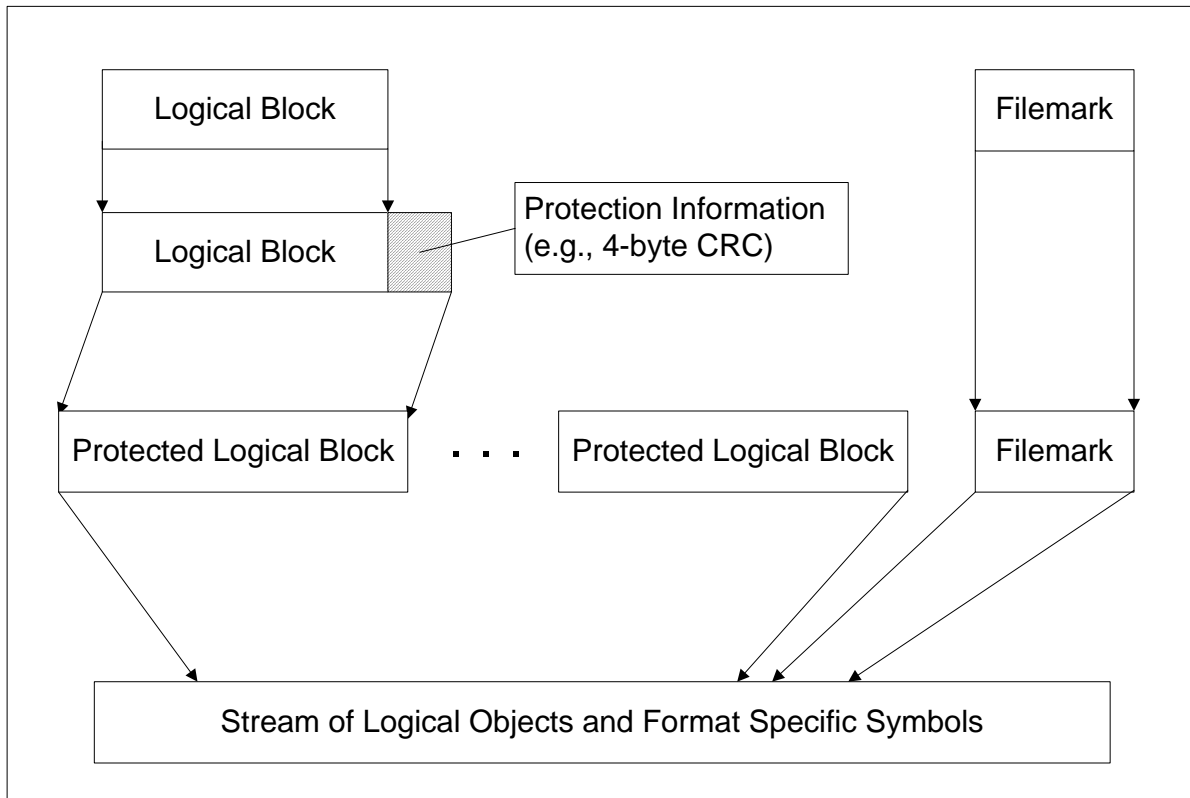 Logical Block
Filemark
Protection Information
(e.g., 4-byte CRC)
Logical Block
Protected Logical Block
. . .
Protected Logical Block
Filemark
Stream of Logical Objects and Format Specific Symbols